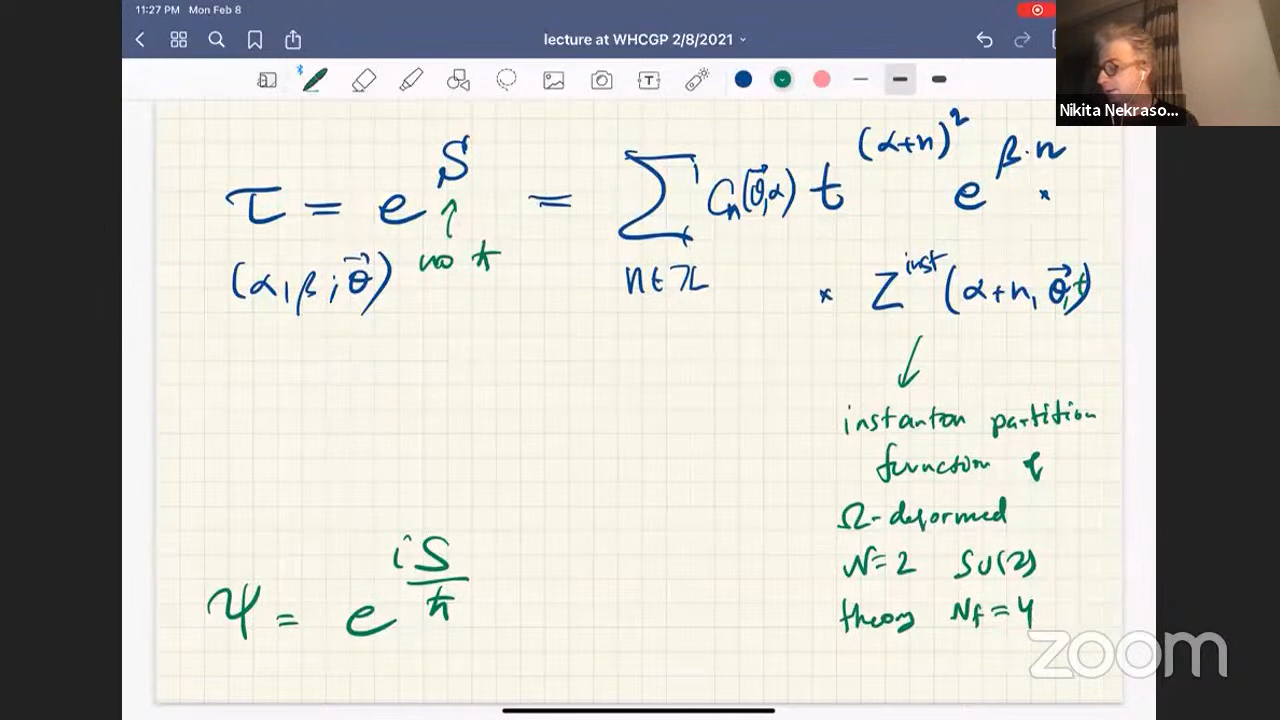 11:27 PM Mon Feb 8
lecture at WHCGP 2/8/2021
T
Nikita Nekraso...
τ = e^S = ∑_{n∈ℤ} C_n(θ⃗,α) t^{(α+n)^2} e^{β·n} ×
(α,β;θ⃗) ↑ no ħ
× Z^{inst}(α+n, θ⃗,t)
↓
instanton partition
function of
Ω-deformed
N=2 SU(2)
theory N_f = 4
Ψ = e^{iS/ħ}
zoom